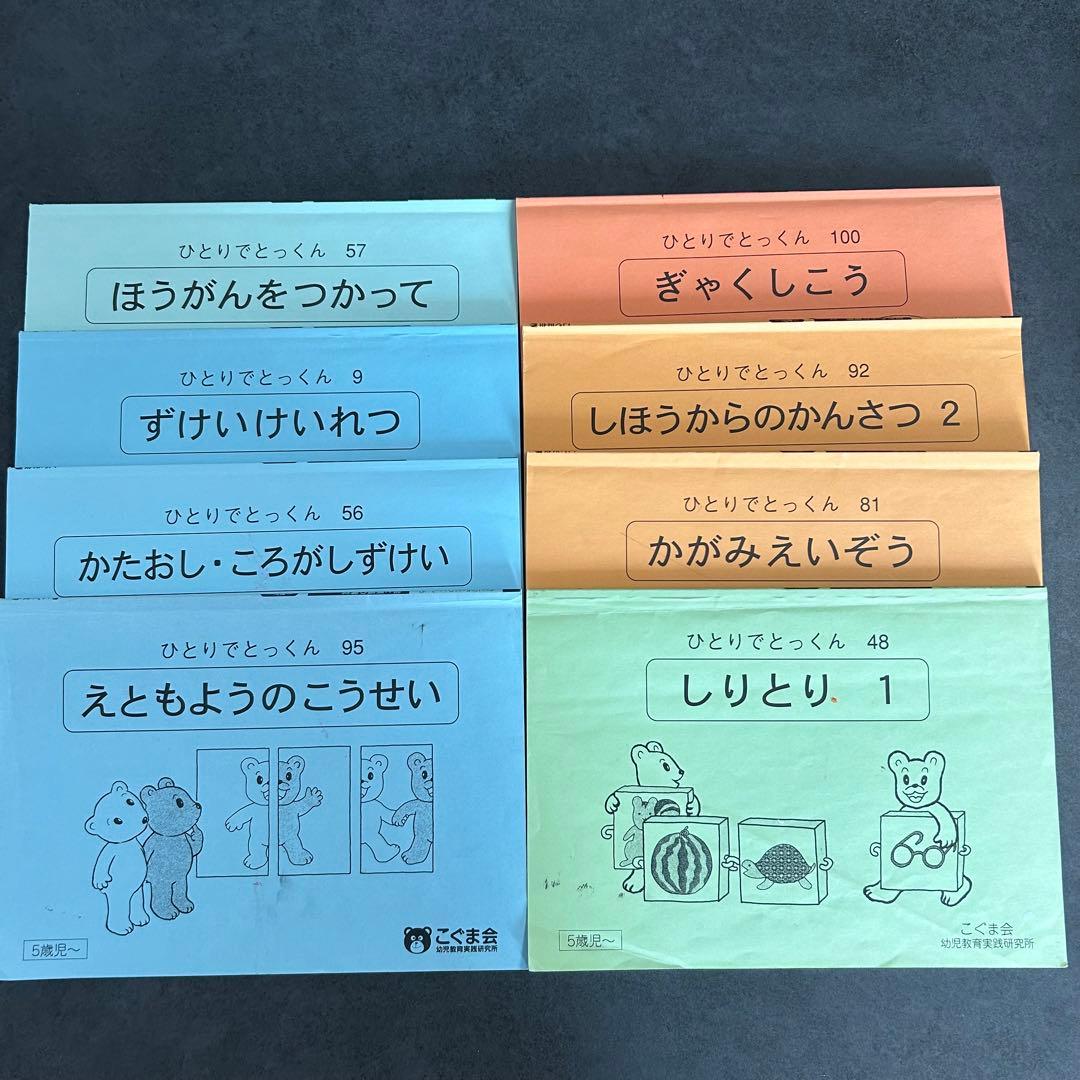 ひとりでとっくん 57
ほうがんをつかって
ひとりでとっくん 9
ずけいけいれつ
ひとりでとっくん 56
かたおし・ころがしずけい
ひとりでとっくん 95
えともようのこうせい
5歳児〜
こぐま会
幼児教育実践研究所
ひとりでとっくん 100
ぎゃくしこう
ひとりでとっくん 92
しほうからのかんさつ 2
ひとりでとっくん 81
かがみえいぞう
ひとりでとっくん 48
しりとり 1
5歳児〜
こぐま会
幼児教育実践研究所